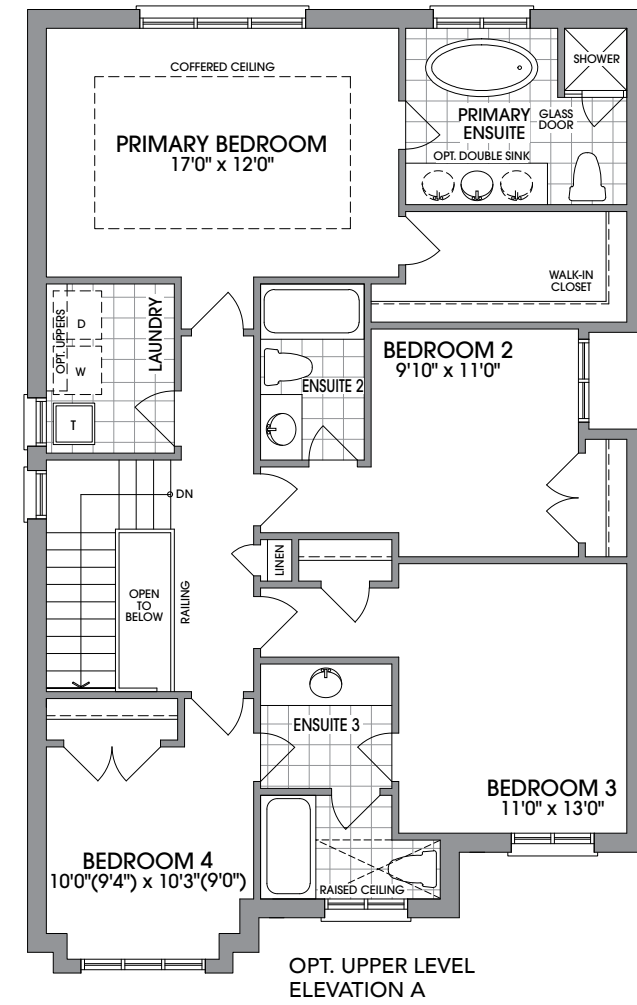 COFFERED CEILING
PRIMARY BEDROOM
17'0" x 12'0"
SHOWER
PRIMARY
ENSUITE
GLASS
DOOR
OPT. DOUBLE SINK
WALK-IN
CLOSET
OPT. UPPERS
D
W
T
LAUNDRY
ENSUITE 2
BEDROOM 2
9'10" x 11'0"
DN
OPEN
TO
BELOW
RAILING
LINEN
ENSUITE 3
BEDROOM 3
11'0" x 13'0"
BEDROOM 4
10'0"(9'4") x 10'3"(9'0")
RAISED CEILING
OPT. UPPER LEVEL
ELEVATION A